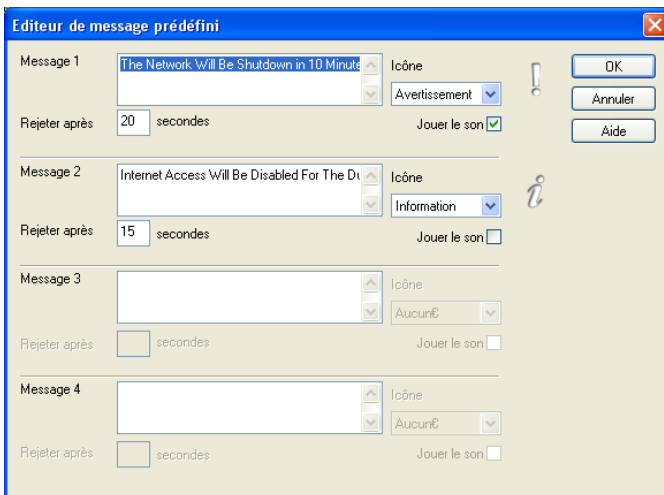 Editeur de message prédéfini
Message 1
The Network Will Be Shutdown in 10 Minute
Icône
Avertissement
OK
Annuler
Aide
Rejeter après 20 secondes
Jouer le son
Message 2
Internet Access Will Be Disabled For The Du
Icône
Information
Rejeter après 15 secondes
Jouer le son
Message 3
Icône
Aucun€
Rejeter après secondes
Jouer le son
Message 4
Icône
Aucun€
Rejeter après secondes
Jouer le son